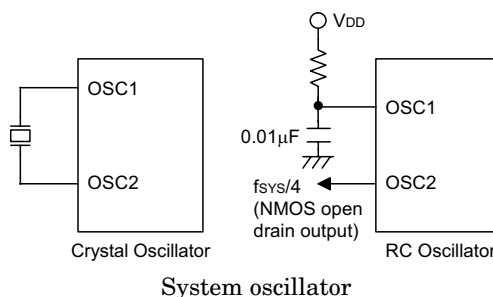 OSC1
OSC2
Crystal Oscillator
VDD
OSC1
0.01μF
OSC2
fSYS/4
(NMOS open
drain output)
RC Oscillator
System oscillator